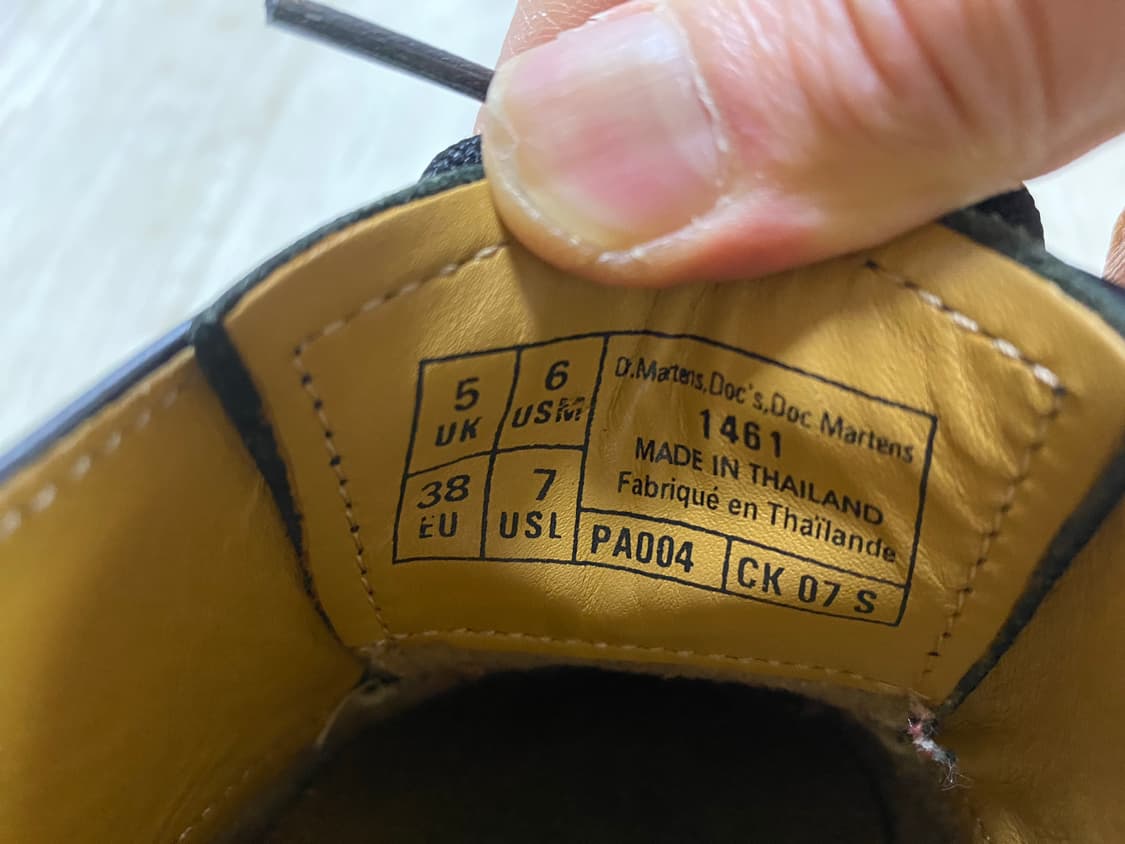 5
UK
6
USM
38
EU
7
USL
Dr.Martens,Doc's,Doc Martens
1461
MADE IN THAILAND
Fabriqué en Thaïlande
PA004
CK 07 S